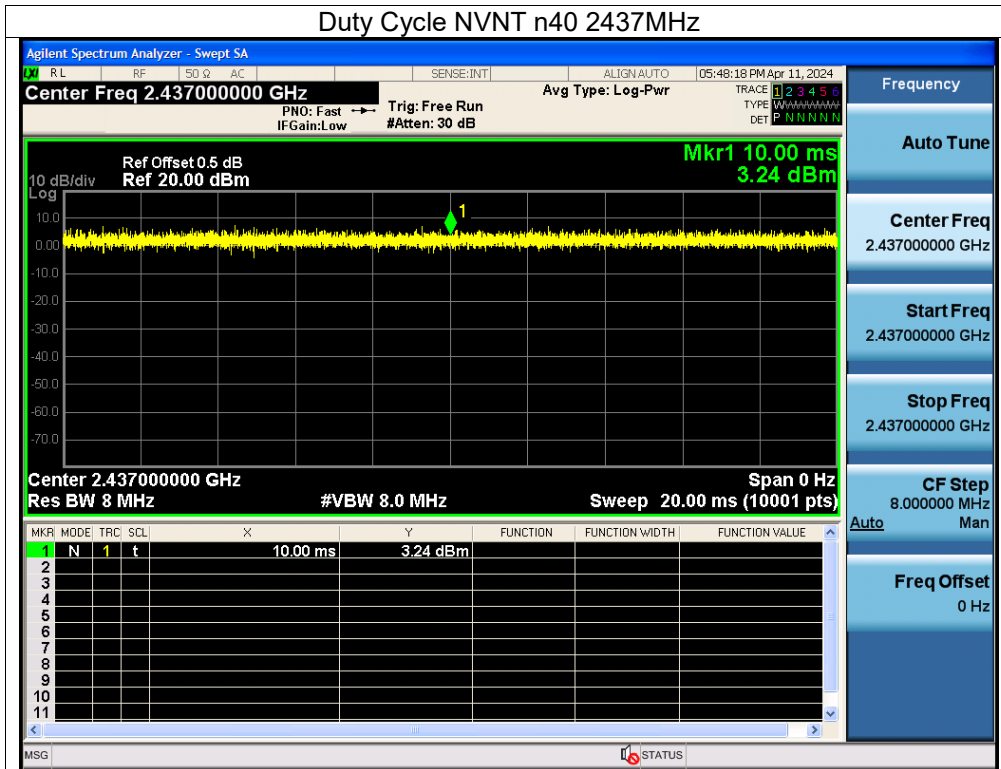 Duty Cycle NVNT n40 2437MHz
Agilent Spectrum Analyzer - Swept SA
LXI RL RF 50 Ω AC SENSE:INT ALIGN AUTO 05:48:18 PM Apr 11, 2024
Center Freq 2.437000000 GHz Avg Type: Log-Pwr TRACE 1 2 3 4 5 6
PNO: Fast Trig: Free Run TYPE WWWWWW
IFGain:Low #Atten: 30 dB DET P N N N N N
Mkr1 10.00 ms
3.24 dBm
Ref Offset 0.5 dB
10 dB/div Ref 20.00 dBm
Log
1
10.0
0.00
-10.0
-20.0
-30.0
-40.0
-50.0
-60.0
-70.0
Center 2.437000000 GHz Span 0 Hz
Res BW 8 MHz #VBW 8.0 MHz Sweep 20.00 ms (10001 pts)
MKR MODE TRC SCL X Y FUNCTION FUNCTION WIDTH FUNCTION VALUE
1 N 1 t 10.00 ms 3.24 dBm
2
3
4
5
6
7
8
9
10
11
MSG STATUS
Frequency
Auto Tune
Center Freq
2.437000000 GHz
Start Freq
2.437000000 GHz
Stop Freq
2.437000000 GHz
CF Step
8.000000 MHz
Auto Man
Freq Offset
0 Hz